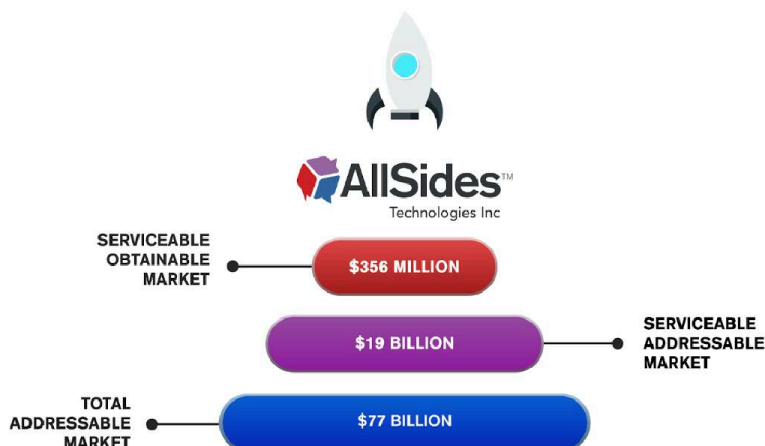 AllSides™
Technologies Inc
SERVICEABLE
OBTAINABLE
MARKET
$356 MILLION
$19 BILLION
SERVICEABLE
ADDRESSABLE
MARKET
TOTAL
ADDRESSABLE
MARKET
$77 BILLION